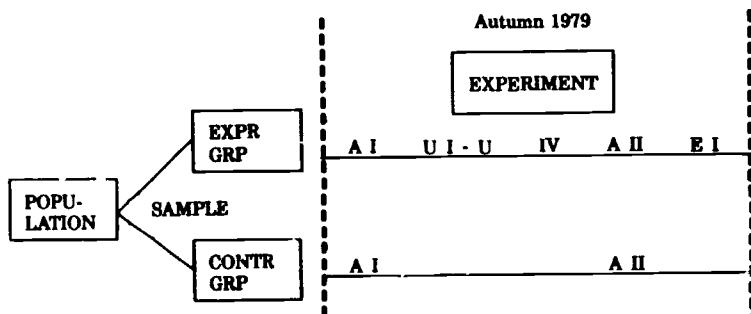 Autumn 1979
EXPERIMENT
EXPR
GRP
A I U I - U IV A II E I
POPU-
LATION
SAMPLE
CONTR
GRP
A I A II